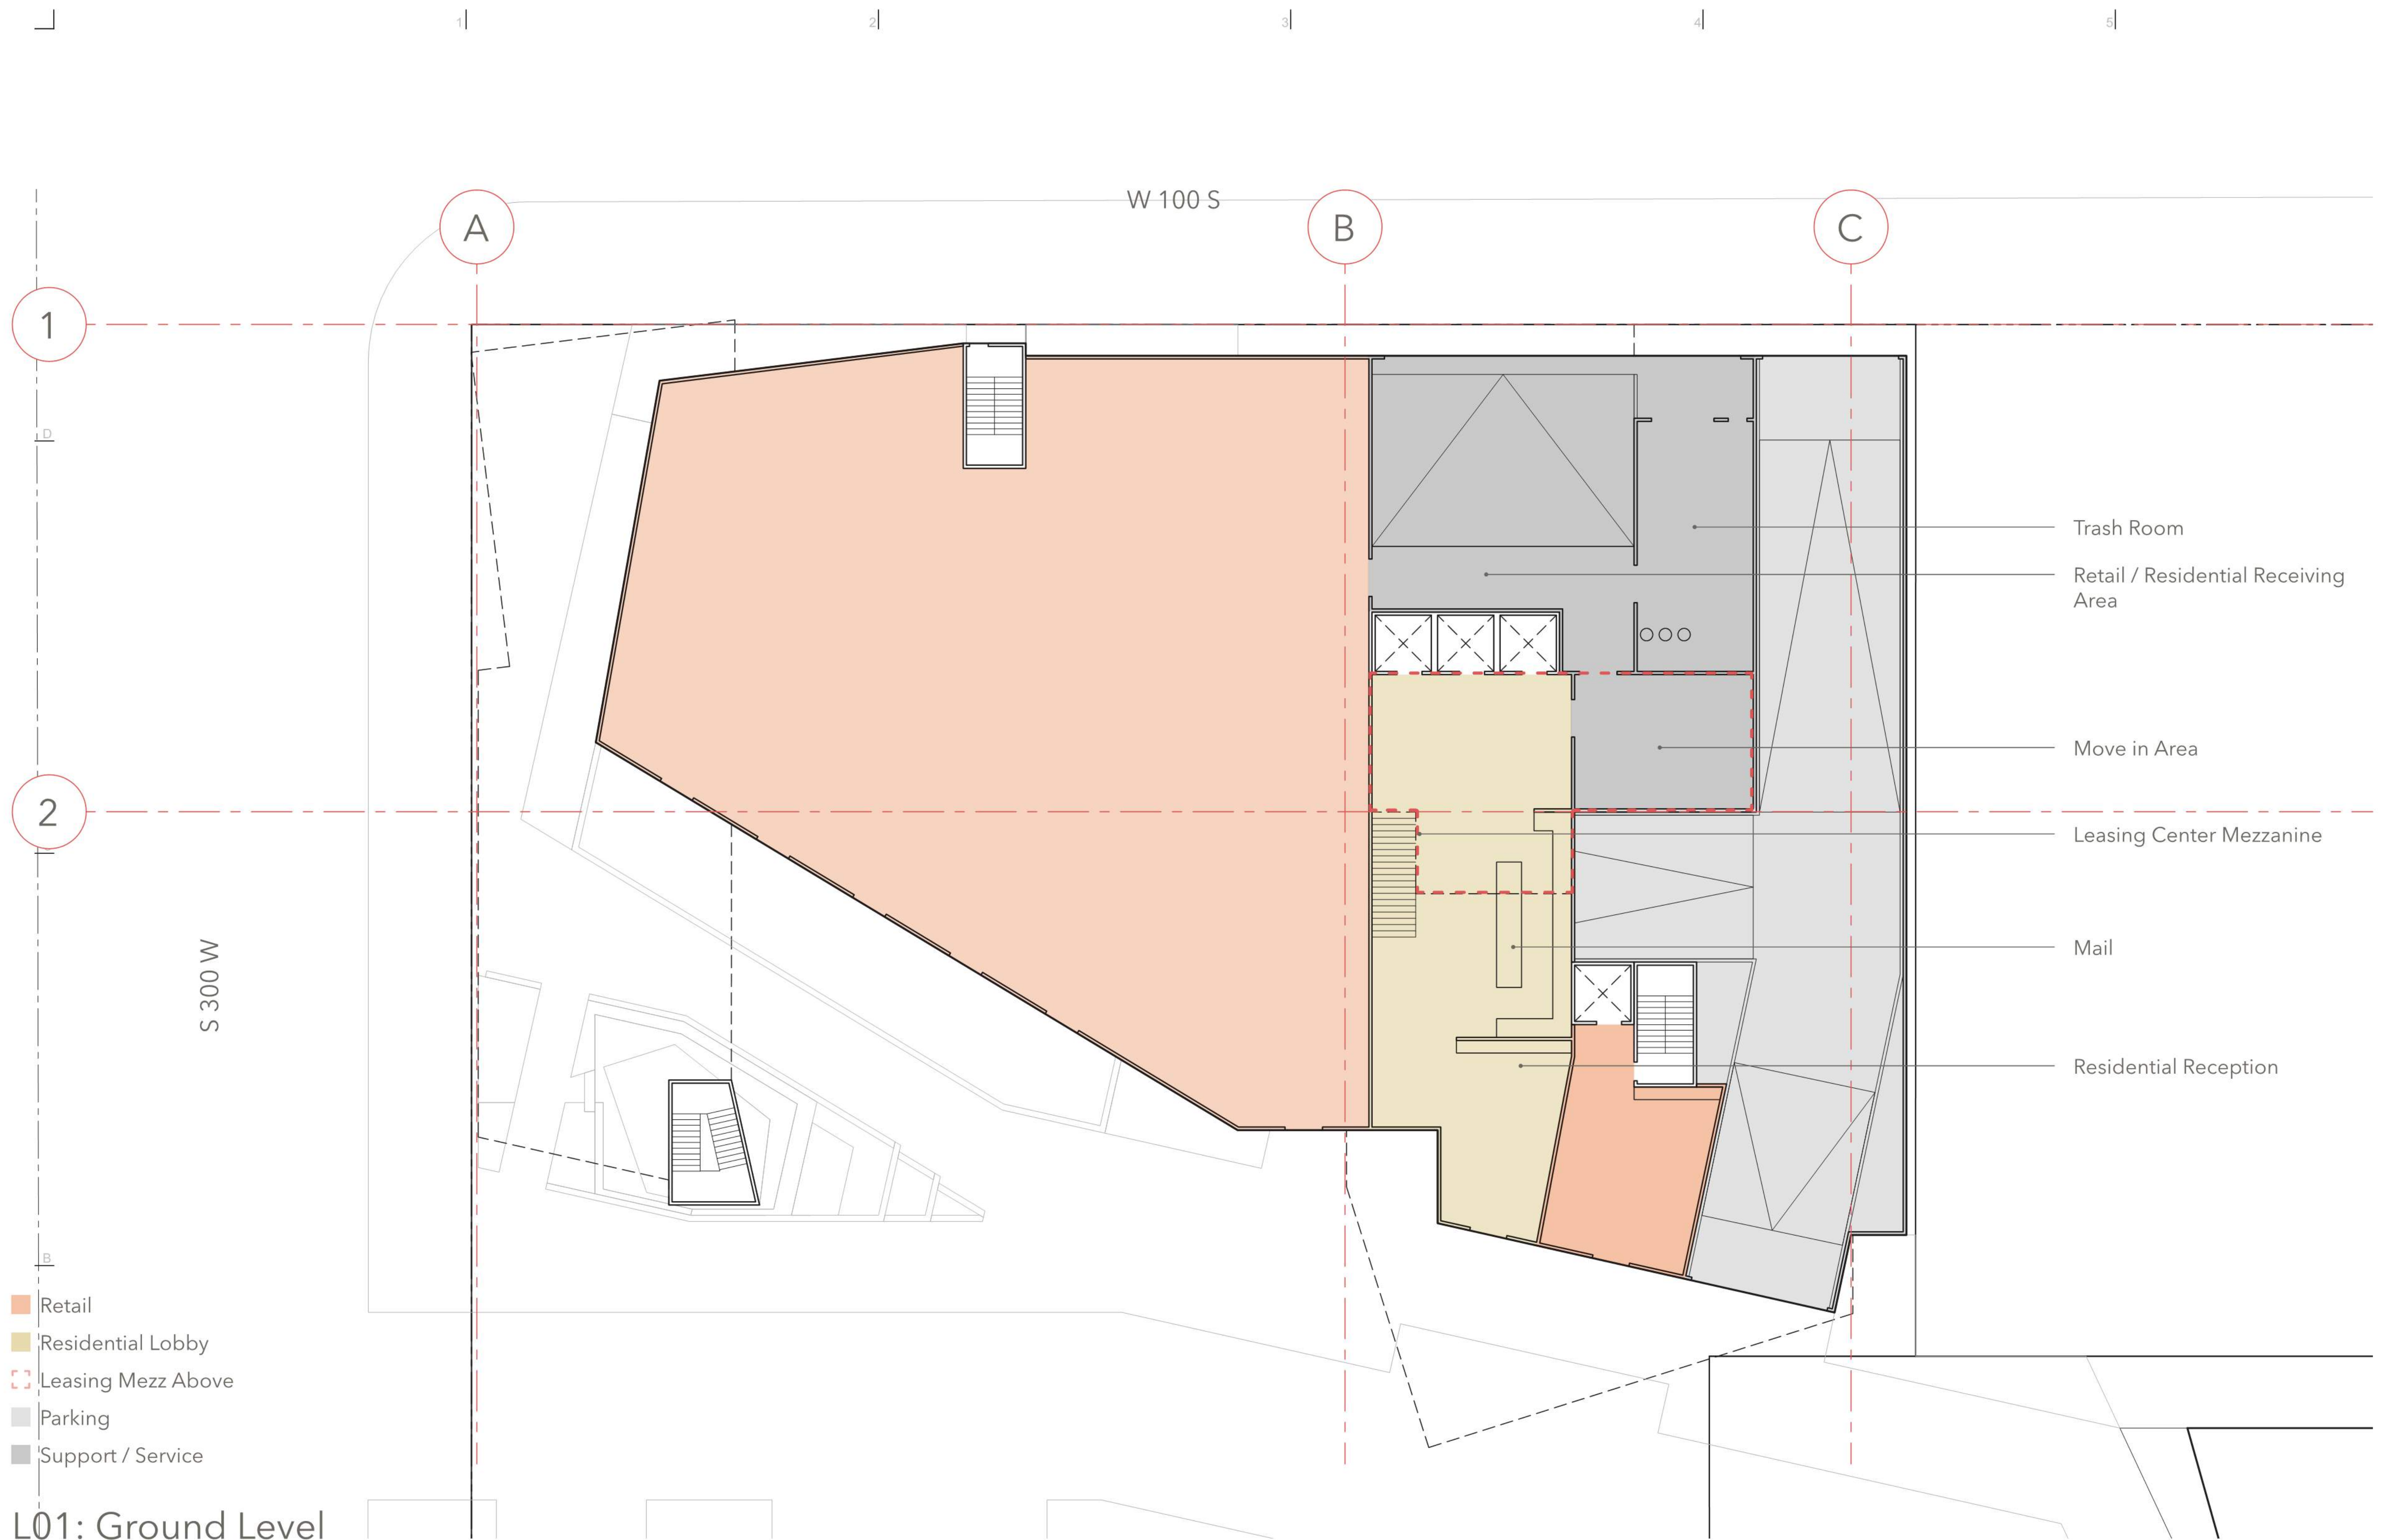 1
2
3
4
5
W 100 S
A
B
C
1
D
Trash Room
Retail / Residential Receiving
Area
Move in Area
2
Leasing Center Mezzanine
Mail
S 300 W
Residential Reception
B
Retail
Residential Lobby
Leasing Mezz Above
Parking
Support / Service
L01: Ground Level